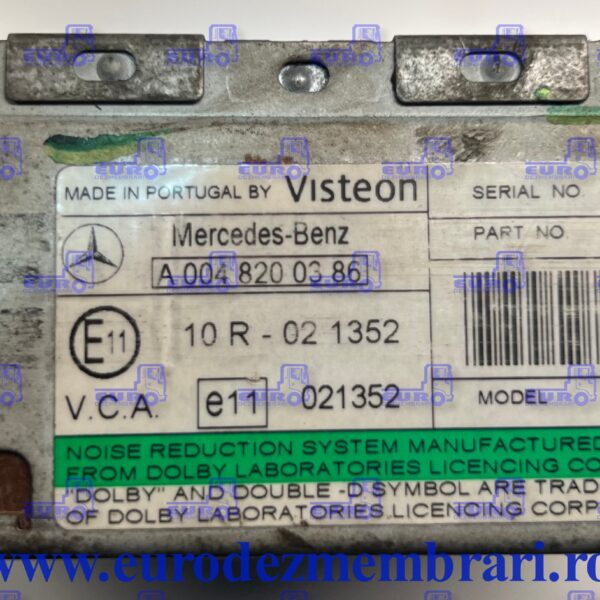 MADE IN PORTUGAL BY Visteon
SERIAL NO.
Mercedes-Benz
PART NO.
A 004 820 03 86
E11
10 R - 02 1352
V.C.A.
e11
021352
MODEL
NOISE REDUCTION SYSTEM MANUFACTURED
FROM DOLBY LABORATORIES LICENCING CO
"DOLBY" AND DOUBLE -D SYMBOL ARE TRAD
OF DOLBY LABORATORIES LICENCING CORP
www.eurodezmembrari.ro